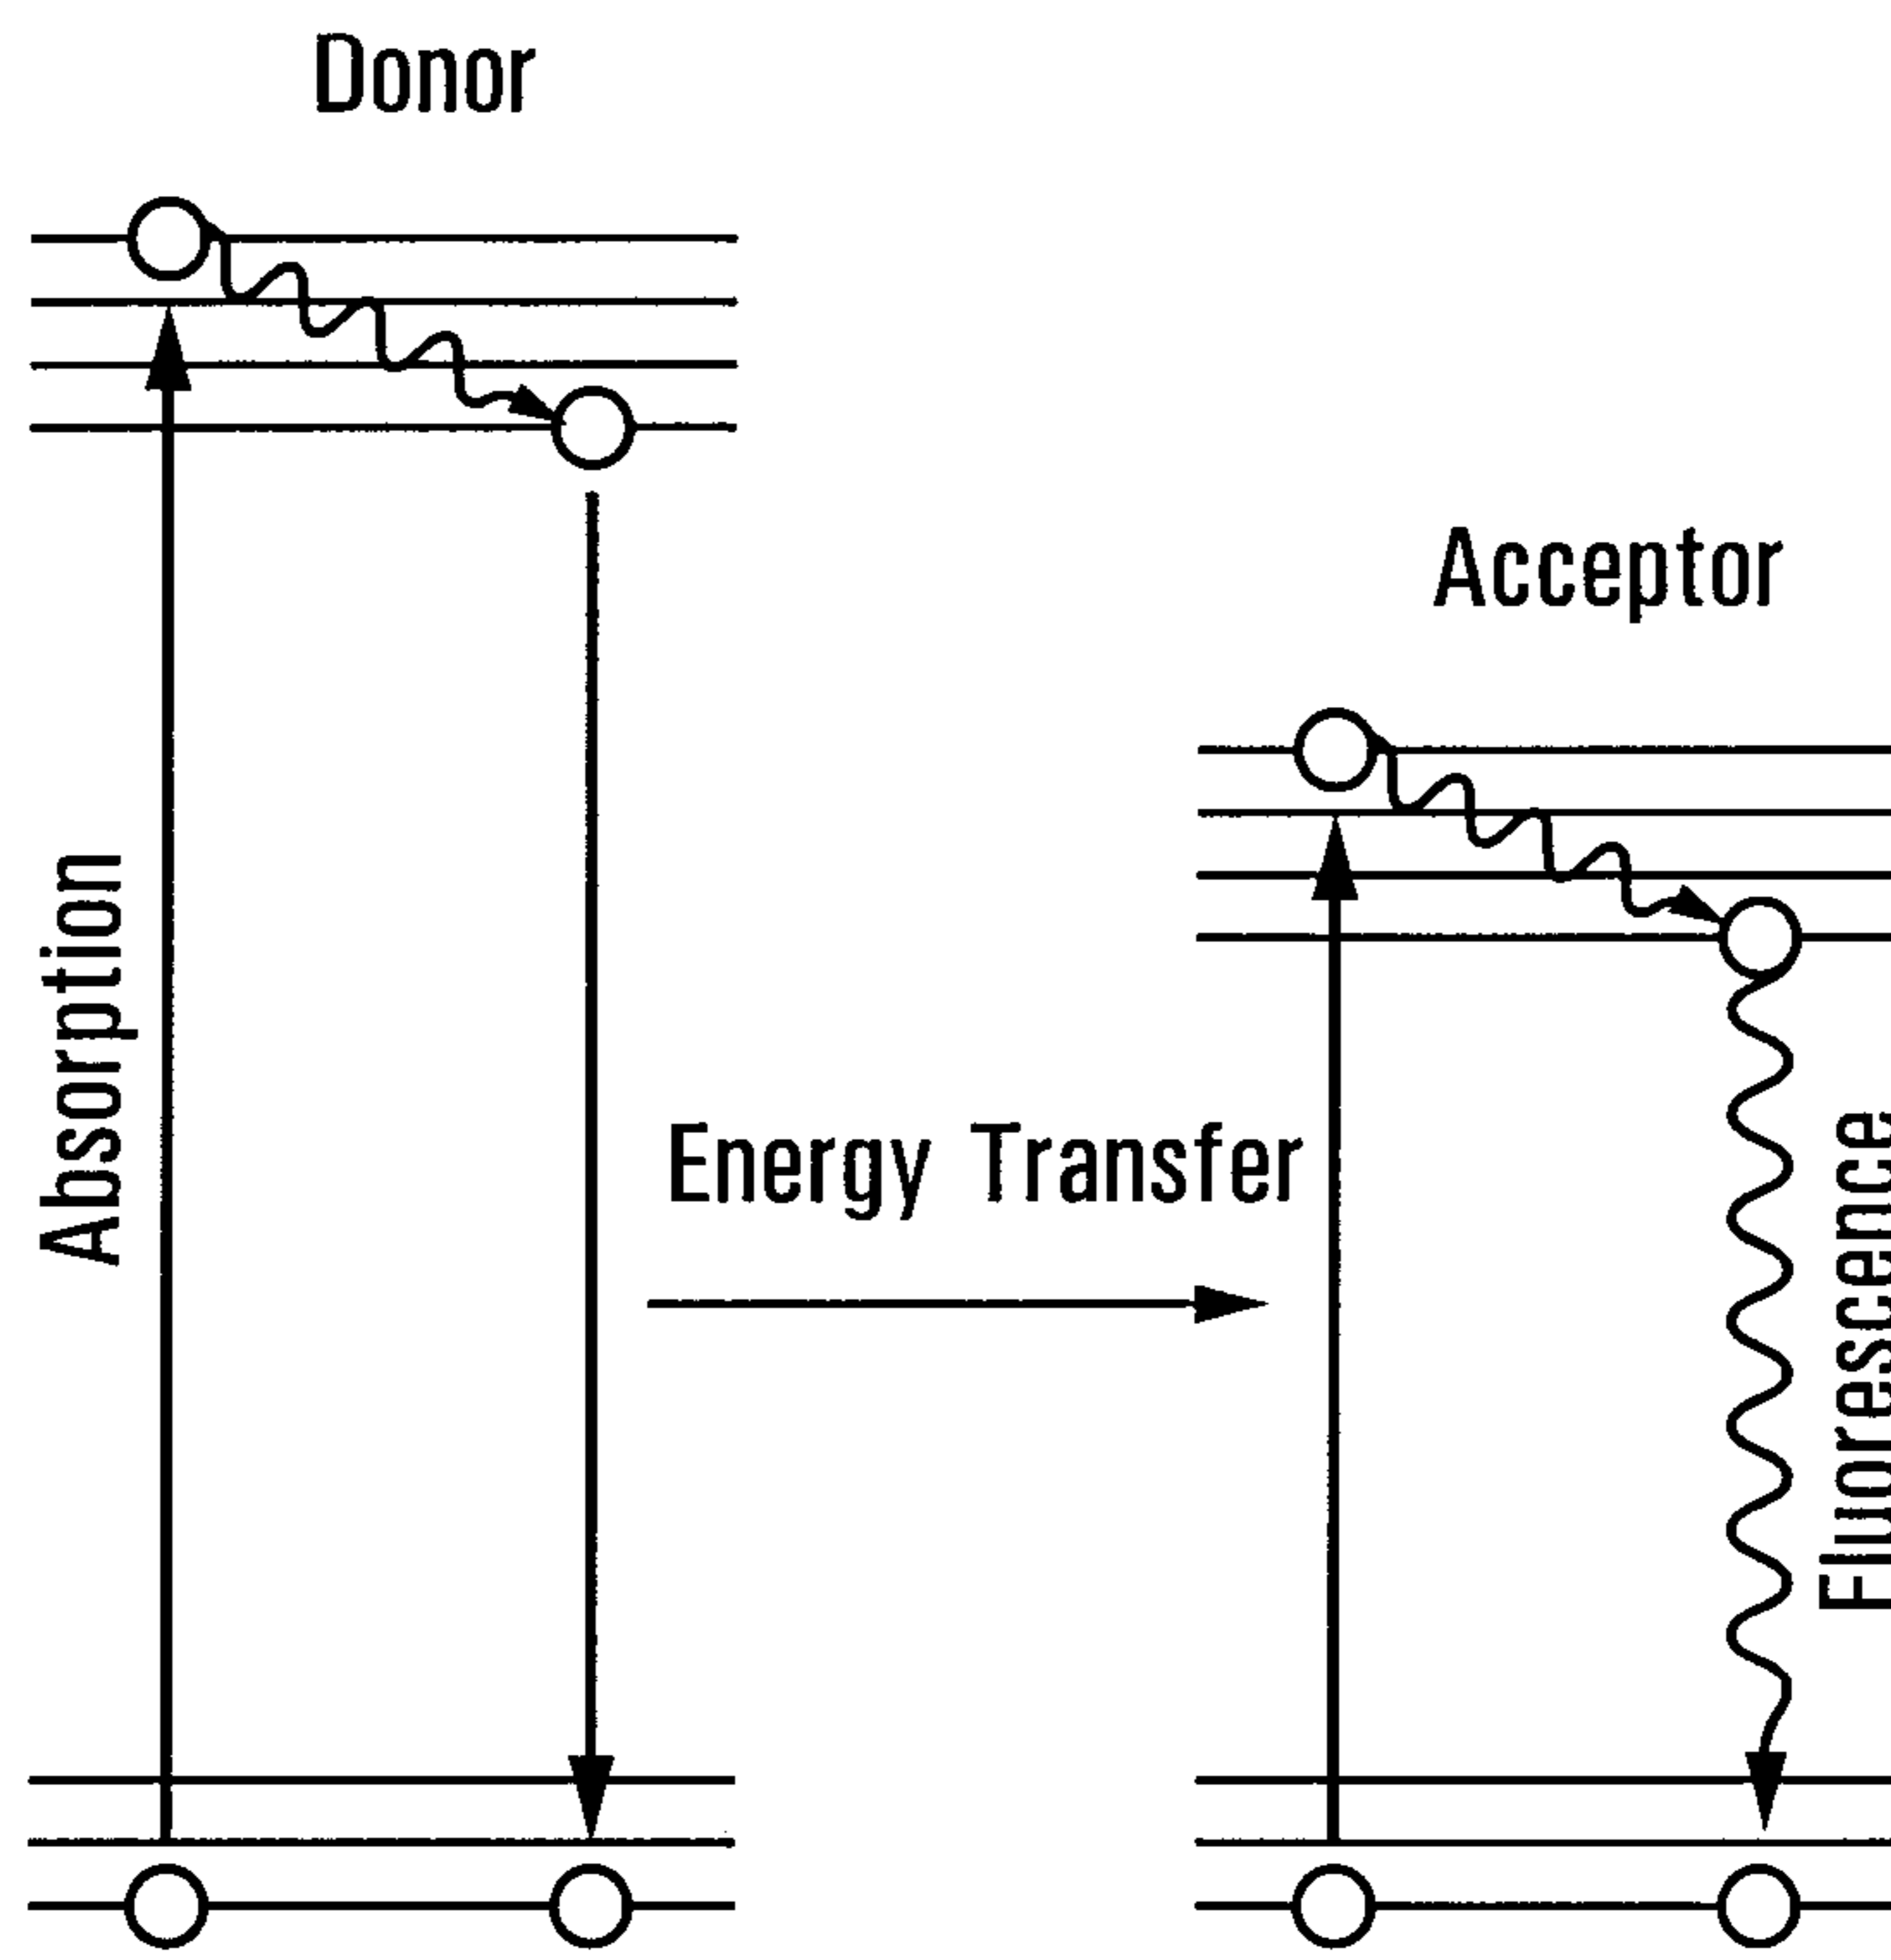 Donor
Acceptor
Absorption
Energy Transfer
Fluorescence